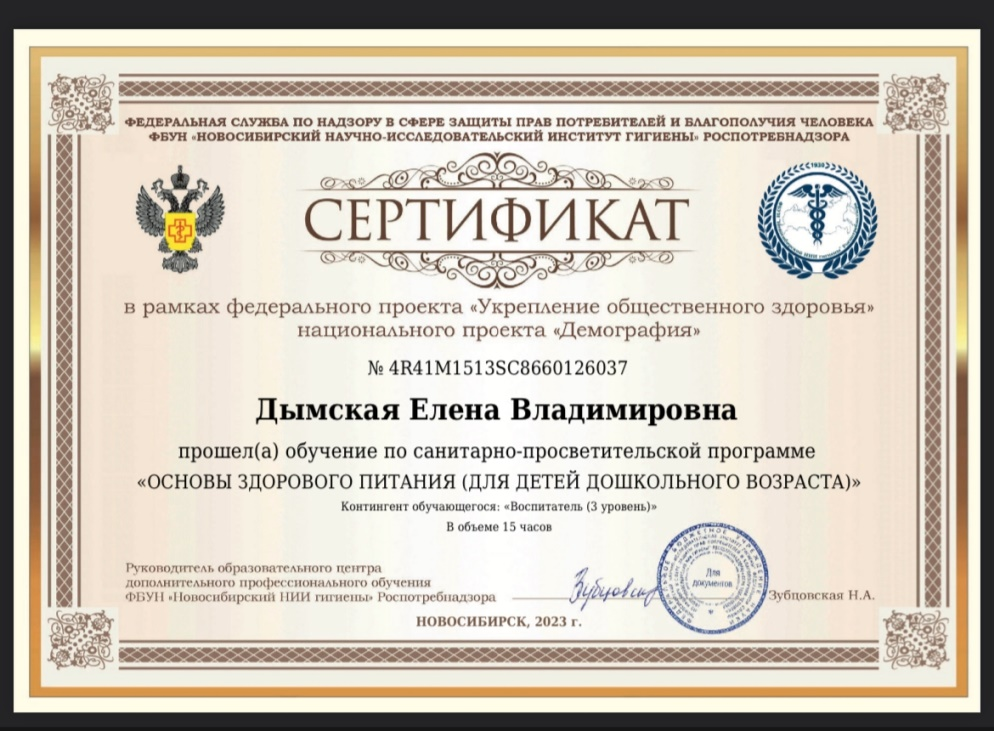 ФЕДЕРАЛЬНАЯ СЛУЖБА ПО НАДЗОРУ В СФЕРЕ ЗАЩИТЫ ПРАВ ПОТРЕБИТЕЛЕЙ И БЛАГОПОЛУЧИЯ ЧЕЛОВЕКА
ФБУН «НОВОСИБИРСКИЙ НАУЧНО-ИССЛЕДОВАТЕЛЬСКИЙ ИНСТИТУТ ГИГИЕНЫ» РОСПОТРЕБНАДЗОРА
1930
СЕРТИФИКАТ
в рамках федерального проекта «Укрепление общественного здоровья»
национального проекта «Демография»
№ 4R41M1513SC8660126037
Дымская Елена Владимировна
прошел(а) обучение по санитарно-просветительской программе
«ОСНОВЫ ЗДОРОВОГО ПИТАНИЯ (ДЛЯ ДЕТЕЙ ДОШКОЛЬНОГО ВОЗРАСТА)»
Контингент обучающегося: «Воспитатель (3 уровень)»
В объеме 15 часов
Руководитель образовательного центра
дополнительного профессионального обучения
ФБУН «Новосибирский НИИ гигиены» Роспотребнадзора
Для
документов
Зубцовская Н.А.
НОВОСИБИРСК, 2023 г.